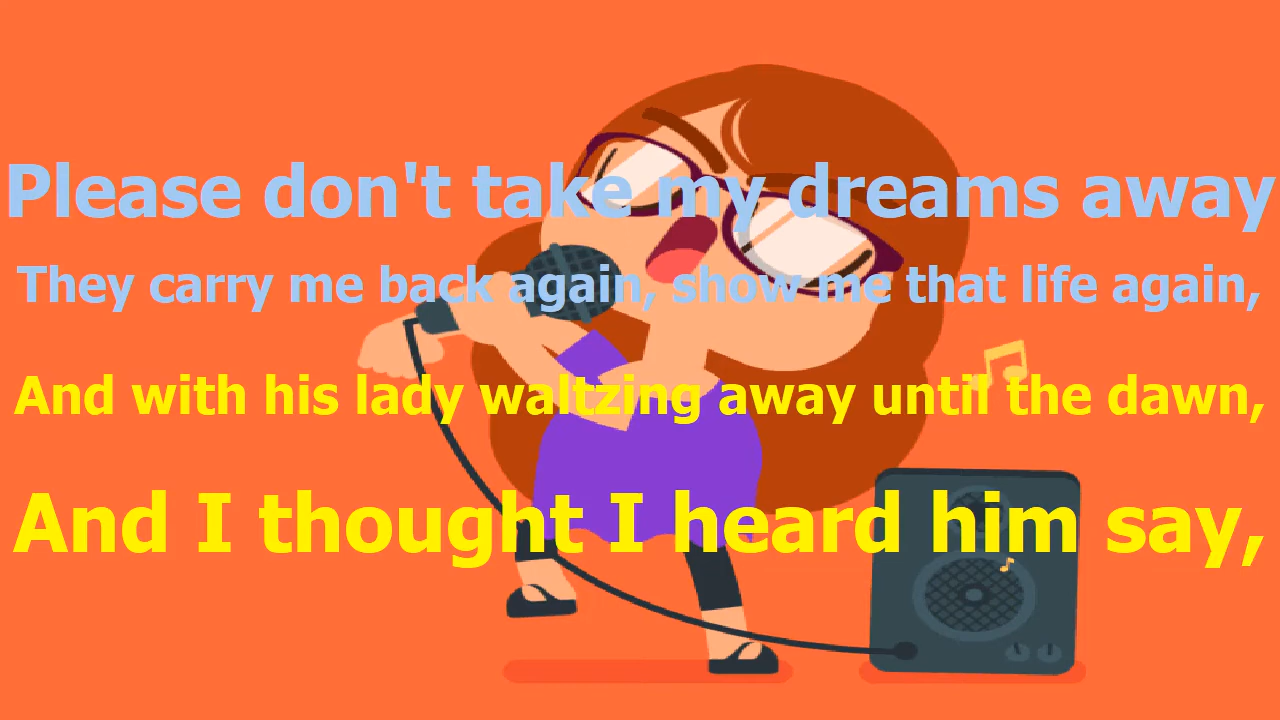 Please don't take my dreams away
They carry me back again, show me that life again,
And with his lady waltzing away until the dawn,
And I thought I heard him say,